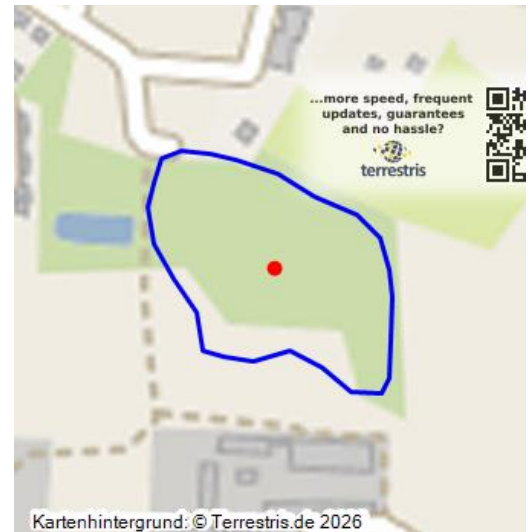 ...more speed, frequent
updates, guarantees
and no hassle?
terrestris
Kartenhintergrund: © Terrestris.de 2026